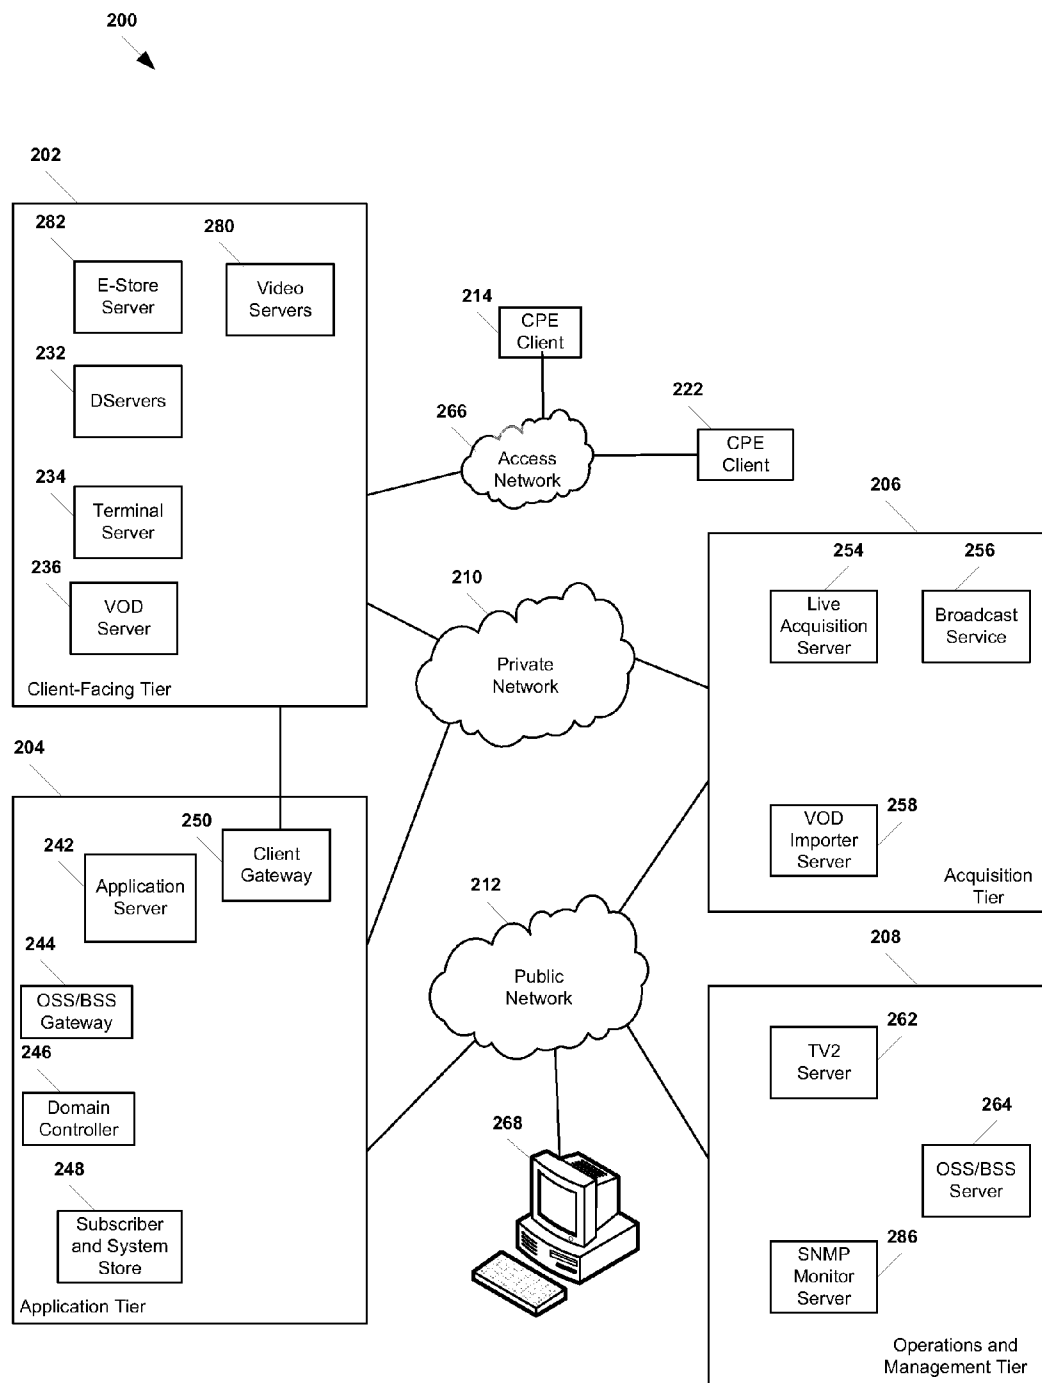 200
202
282
E-Store
Server
280
Video
Servers
232
DServers
234
Terminal
Server
236
VOD
Server
Client-Facing Tier
214
CPE
Client
222
CPE
Client
266
Access
Network
210
Private
Network
206
254
Live
Acquisition
Server
256
Broadcast
Service
258
VOD
Importer
Server
Acquisition
Tier
204
250
Client
Gateway
242
Application
Server
244
OSS/BSS
Gateway
246
Domain
Controller
248
Subscriber
and System
Store
Application Tier
212
Public
Network
268
208
262
TV2
Server
264
OSS/BSS
Server
286
SNMP
Monitor
Server
Operations and
Management Tier